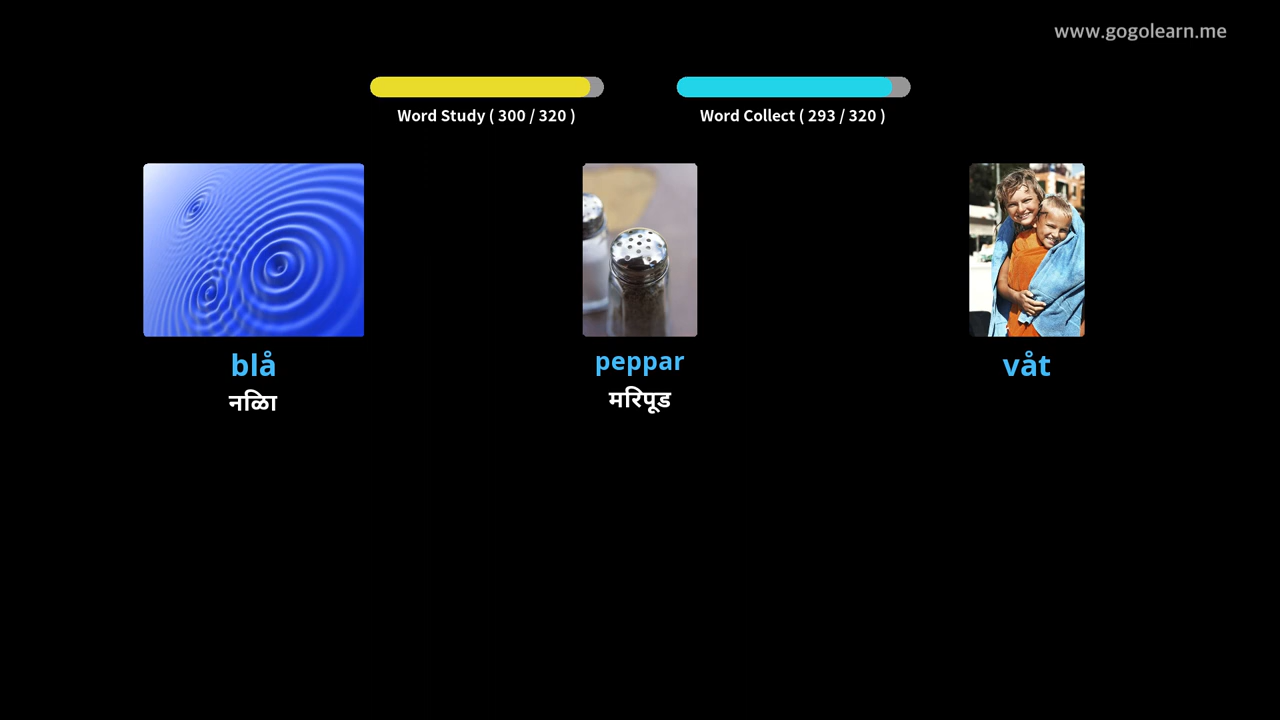 www.gogolearn.me
Word Study ( 300 / 320 )
Word Collect ( 293 / 320 )
blå
नळिा
peppar
मरिपूड
våt